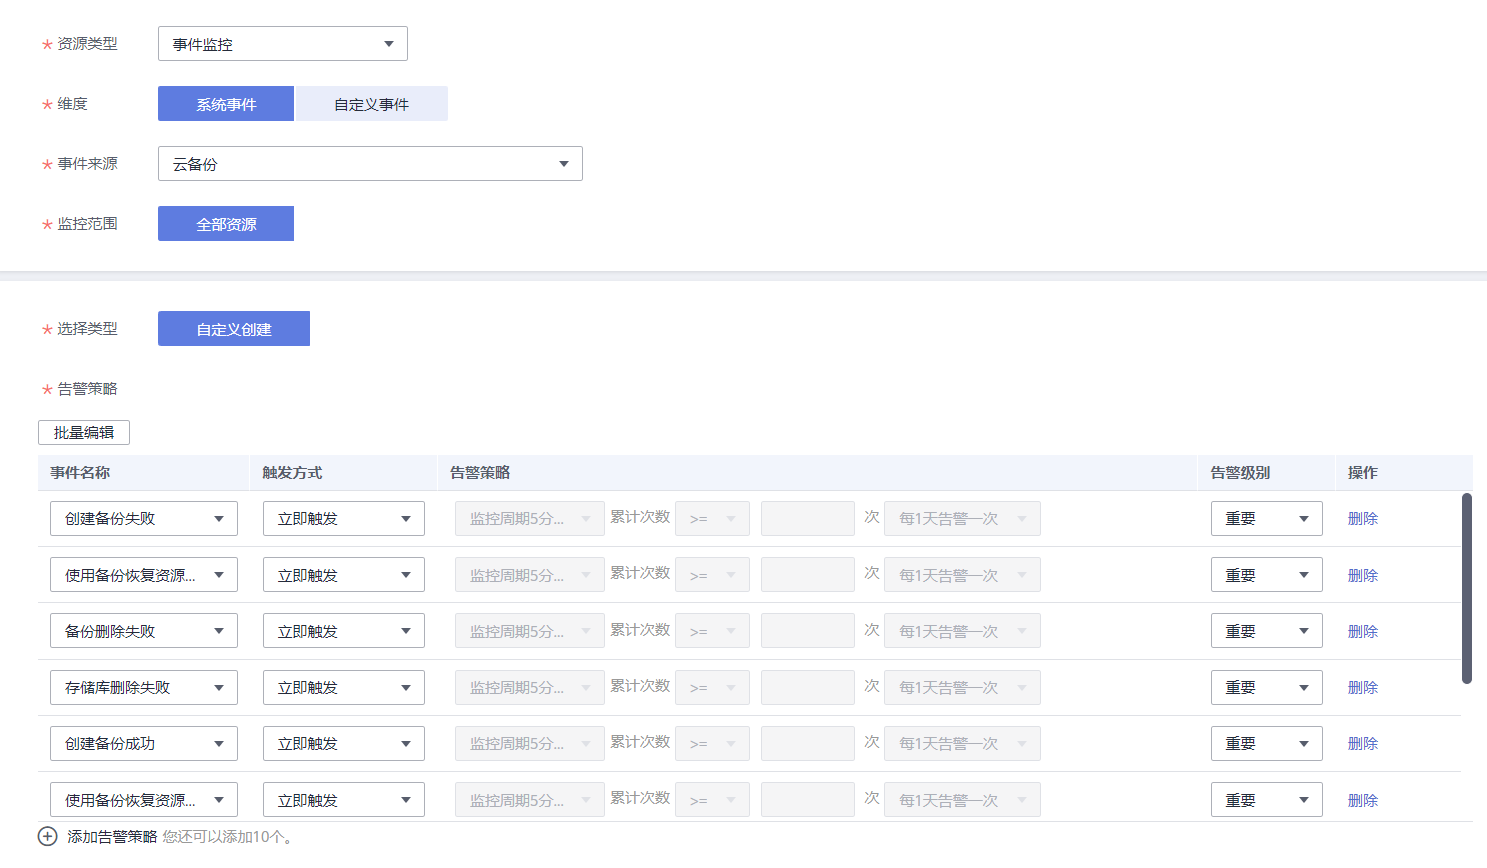 * 资源类型 事件监控
* 维度 系统事件 自定义事件
* 事件来源 云备份
* 监控范围 全部资源
* 选择类型 自定义创建
* 告警策略
批量编辑
事件名称 触发方式 告警策略 告警级别 操作
创建备份失败 立即触发 监控周期5分... 累计次数 >= 次 每1天告警一次 重要 删除
使用备份恢复资源... 立即触发 监控周期5分... 累计次数 >= 次 每1天告警一次 重要 删除
备份删除失败 立即触发 监控周期5分... 累计次数 >= 次 每1天告警一次 重要 删除
存储库删除失败 立即触发 监控周期5分... 累计次数 >= 次 每1天告警一次 重要 删除
创建备份成功 立即触发 监控周期5分... 累计次数 >= 次 每1天告警一次 重要 删除
使用备份恢复资源... 立即触发 监控周期5分... 累计次数 >= 次 每1天告警一次 重要 删除
添加告警策略 您还可以添加10个。